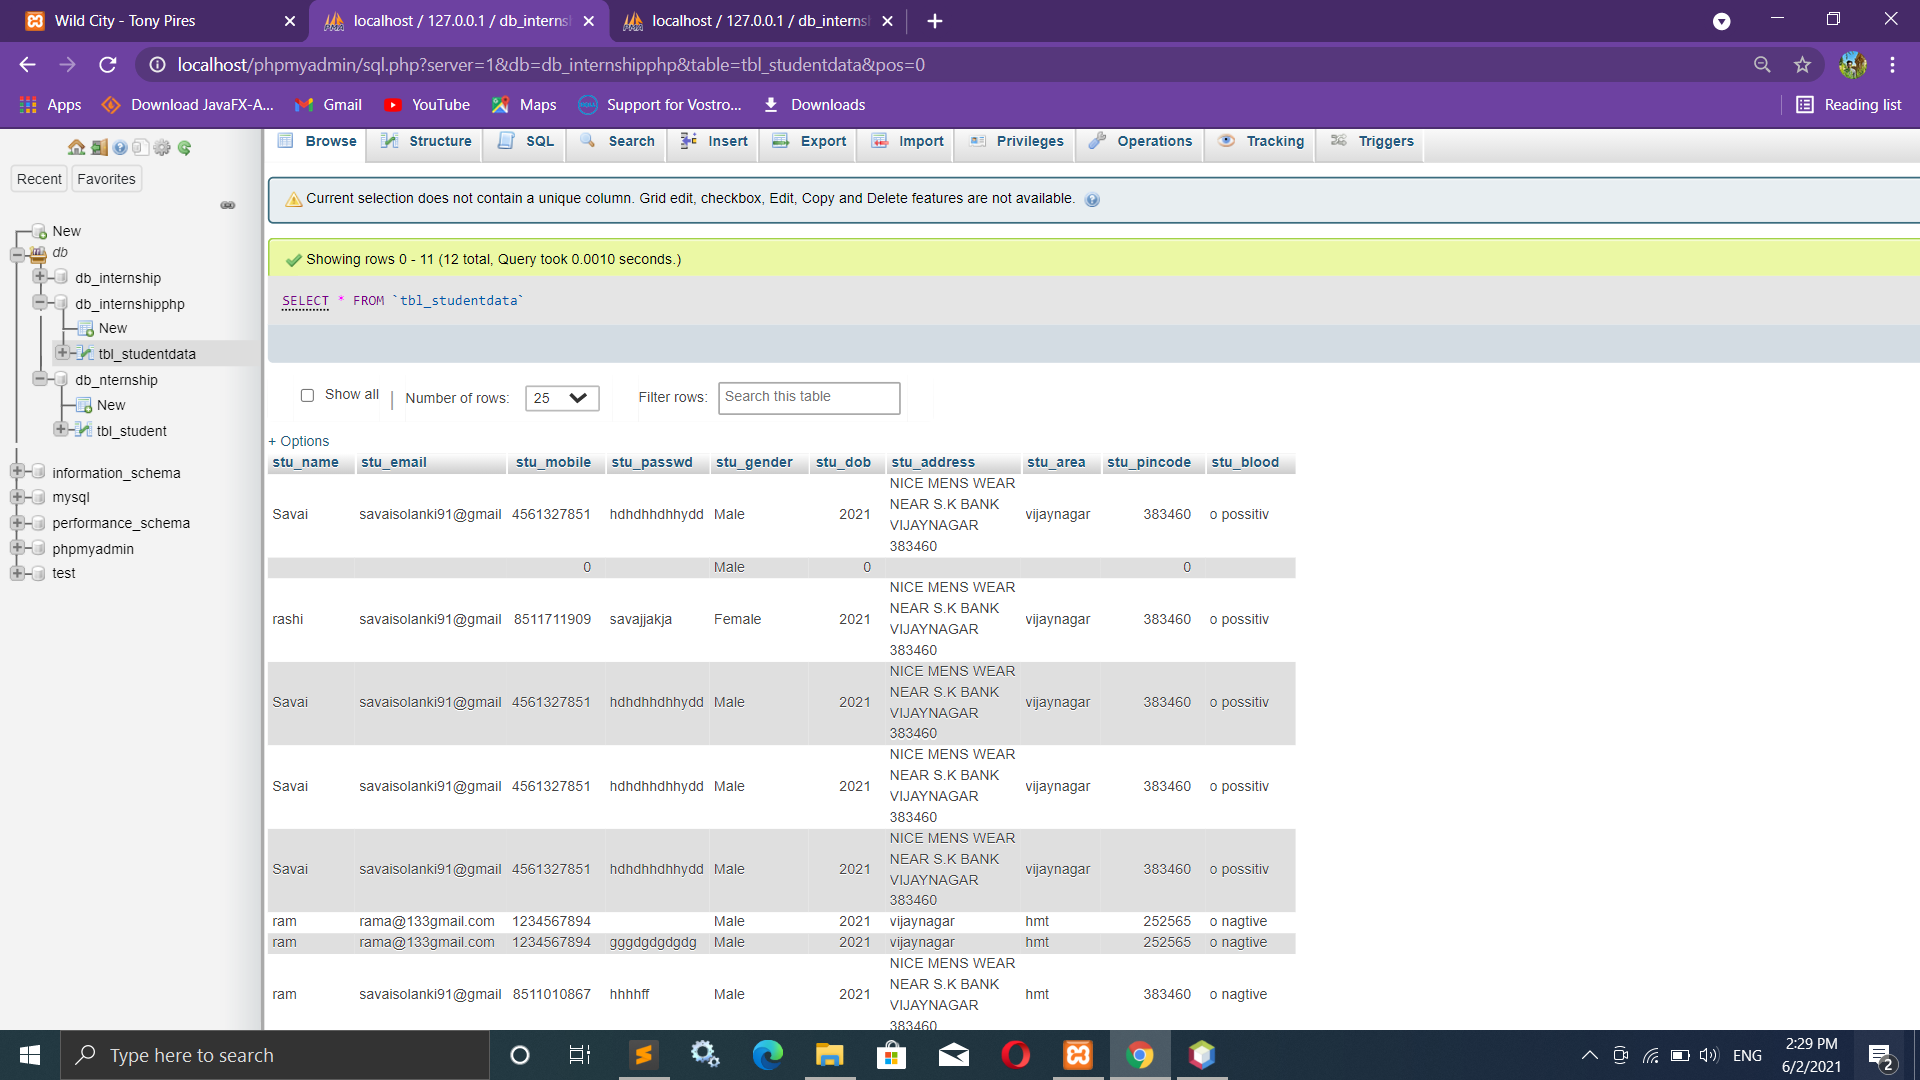 Wild City - Tony Pires
localhost / 127.0.0.1 / db_interns
localhost / 127.0.0.1 / db_interns
localhost/phpmyadmin/sql.php?server=1&db=db_internshipphp&table=tbl_studentdata&pos=0
Apps Download JavaFX-A... Gmail YouTube Maps Support for Vostro... Downloads Reading list
Browse Structure SQL Search Insert Export Import Privileges Operations Tracking Triggers
Recent Favorites
New
db
db_internship
db_internshipphp
New
tbl_studentdata
db_nternship
New
tbl_student
information_schema
mysql
performance_schema
phpmyadmin
test
Current selection does not contain a unique column. Grid edit, checkbox, Edit, Copy and Delete features are not available.
Showing rows 0 - 11 (12 total, Query took 0.0010 seconds.)
SELECT * FROM `tbl_studentdata`
Show all | Number of rows: 25 Filter rows: Search this table
+ Options
stu_name stu_email stu_mobile stu_passwd stu_gender stu_dob stu_address stu_area stu_pincode stu_blood
Savai savaisolanki91@gmail 4561327851 hdhdhhdhhydd Male 2021 NICE MENS WEAR
NEAR S.K BANK
VIJAYNAGAR
383460 vijaynagar 383460 o possitiv
0 Male 0 0
rashi savaisolanki91@gmail 8511711909 savajjakja Female 2021 NICE MENS WEAR
NEAR S.K BANK
VIJAYNAGAR
383460 vijaynagar 383460 o possitiv
Savai savaisolanki91@gmail 4561327851 hdhdhhdhhydd Male 2021 NICE MENS WEAR
NEAR S.K BANK
VIJAYNAGAR
383460 vijaynagar 383460 o possitiv
Savai savaisolanki91@gmail 4561327851 hdhdhhdhhydd Male 2021 NICE MENS WEAR
NEAR S.K BANK
VIJAYNAGAR
383460 vijaynagar 383460 o possitiv
Savai savaisolanki91@gmail 4561327851 hdhdhhdhhydd Male 2021 NICE MENS WEAR
NEAR S.K BANK
VIJAYNAGAR
383460 vijaynagar 383460 o possitiv
ram rama@133gmail.com 1234567894 Male 2021 vijaynagar hmt 252565 o nagtive
ram rama@133gmail.com 1234567894 gggdgdgdgdg Male 2021 vijaynagar hmt 252565 o nagtive
ram savaisolanki91@gmail 8511010867 hhhhff Male 2021 NICE MENS WEAR
NEAR S.K BANK
VIJAYNAGAR
383460 hmt 383460 o nagtive
Type here to search
ENG
2:29 PM
6/2/2021
2